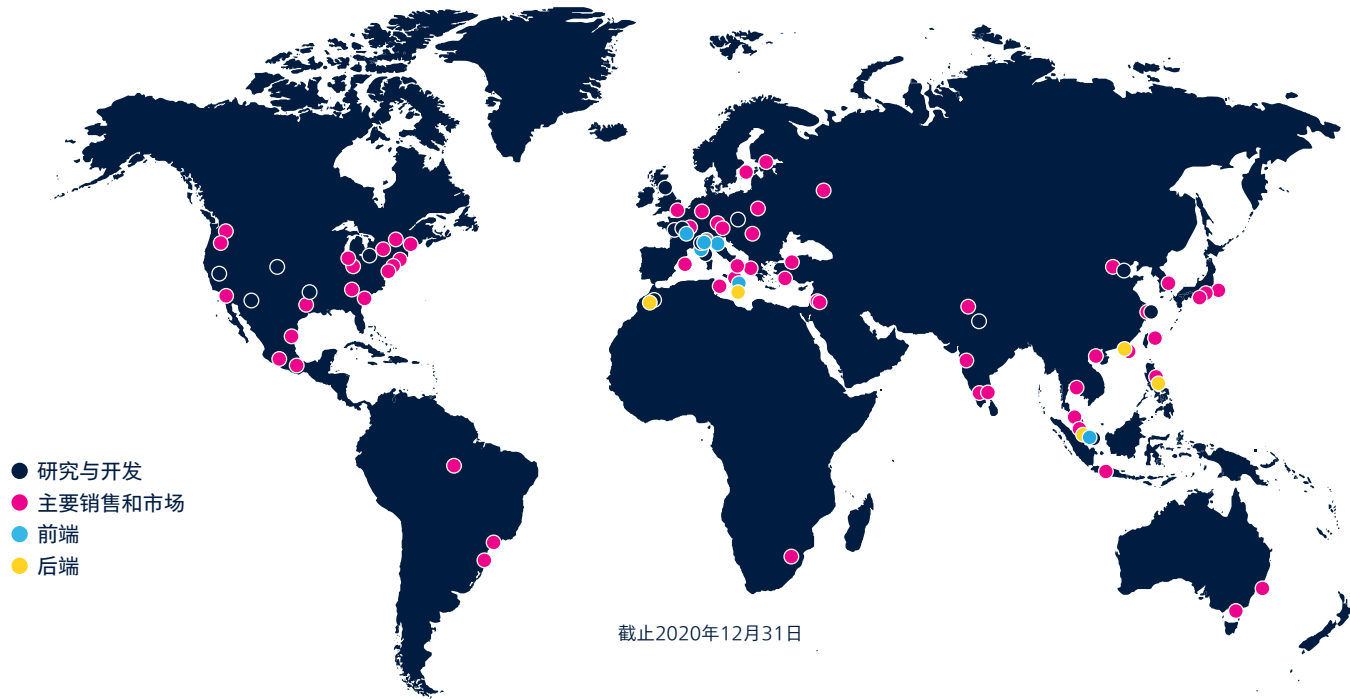 研究与开发
主要销售和市场
前端
后端
截止2020年12月31日